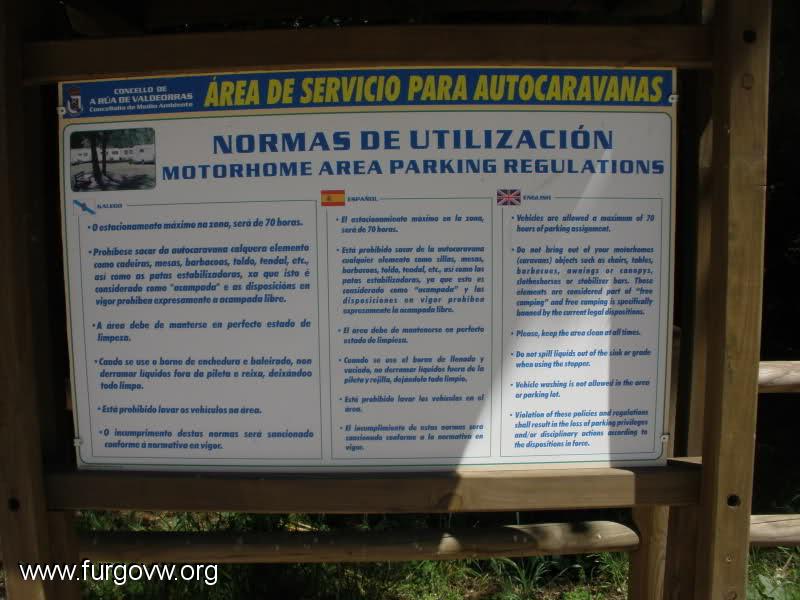 CONCELLO DE
A RÚA DE VALDEORRAS
Concellalía de Medio Ambiente
ÁREA DE SERVICIO PARA AUTOCARAVANAS
NORMAS DE UTILIZACIÓN
MOTORHOME AREA PARKING REGULATIONS
GALEGO
• O estacionamento máximo na zona, será de 70 horas.
• Prohíbese sacar da autocaravana calquera elemento
como cadeiras, mesas, barbacoas, toldo, tendal, etc.,
así como as patas estabilizadoras, xa que isto é
considerado como "acampada" e as disposicións en
vigor prohiben expresamente a acampada libre.
• A área debe de manterse en perfecto estado de
limpeza.
• Cando se use o borne de enchedura e baleirado, non
derramar líquidos fora da pileta e reixa, deixándoo
todo limpo.
• Está prohibido lavar os vehículos na área.
• O incumprimento destas normas será sancionado
conforme á normativa en vigor.
ESPAÑOL
• El estacionamiento máximo en la zona,
será de 70 horas.
• Está prohibido sacar de la autocaravana
cualquier elemento como sillas, mesas,
barbacoas, toldo, tendal, etc., así como las
patas estabilizadoras, ya que esto es
considerado como "acampada" y las
disposiciones en vigor prohiben
expresamente la acampada libre.
• El area debe de mantenerse en perfecto
estado de limpieza.
• Cuando se use el borne de llenado y
vaciado, no derramar líquidos fuera de la
pileta y rejilla, dejándolo todo limpio.
• Está prohibido lavar los vehículos en el
área.
• El incumplimiento de estas normas será
sancionado conforme a la normativa en
vigor.
ENGLISH
• Vehicles are allowed a maximum of 70
hours of parking assignment.
• Do not bring out of your motorhomes
(caravans) objects such as chairs, tables,
barbecues, awnings or canopys,
clotheshorses or stabilizer bars. These
elements are considered part of "free
camping" and free camping is specifically
banned by the current legal dispositions.
• Please, keep the area clean at all times.
• Do not spill liquids out of the sink or grade
when using the stopper.
• Vehicle washing is not allowed in the area
or parking lot.
• Violation of these policies and regulations
shall result in the loss of parking privileges
and/or disciplinary actions according to
the dispositions in force.
www.furgovw.org